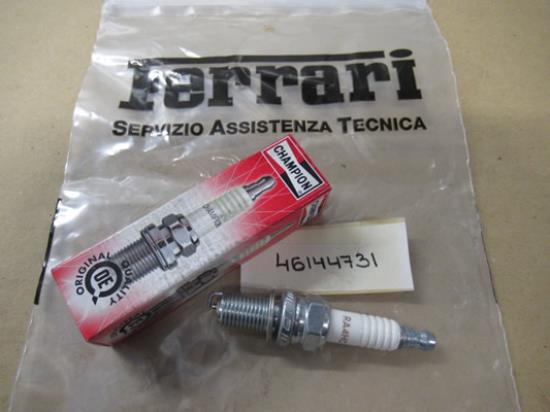 Ferrari
SERVIZIO ASSISTENZA TECNICA
CHAMPION
ORIGINAL
OE
QUALITY
46144731